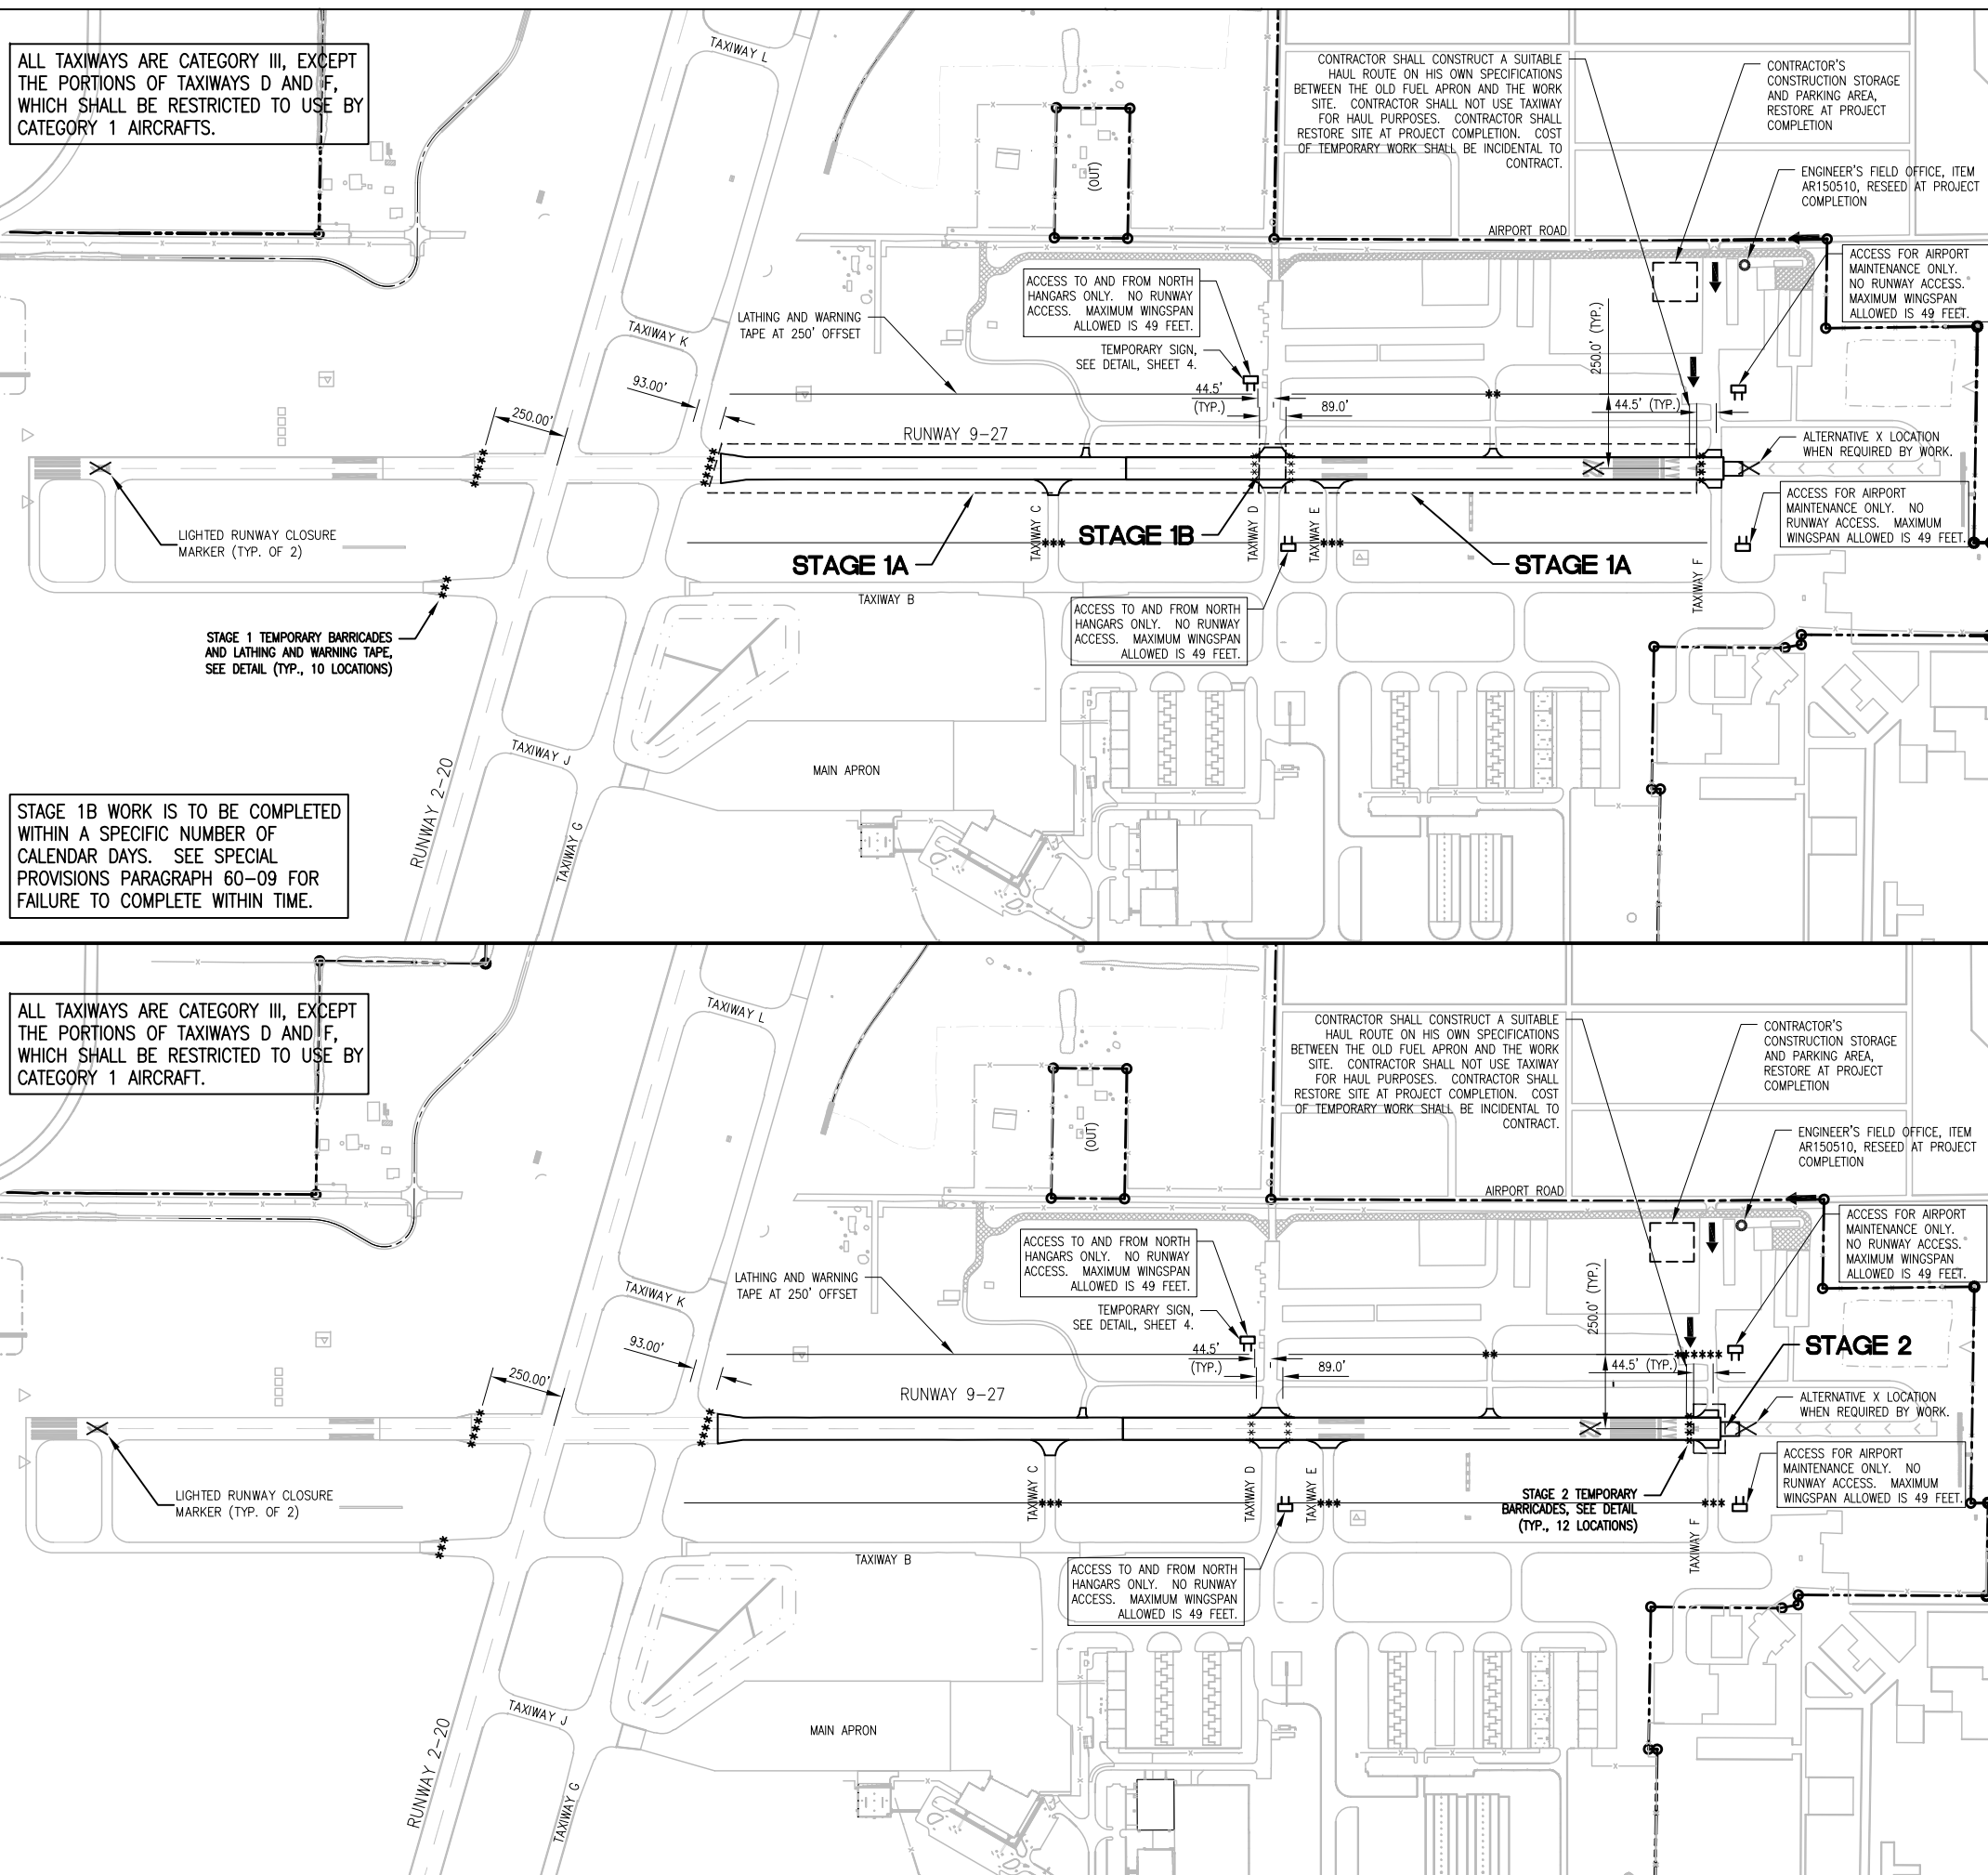 ALL TAXIWAYS ARE CATEGORY III, EXCEPT
THE PORTIONS OF TAXIWAYS D AND F,
WHICH SHALL BE RESTRICTED TO USE BY
CATEGORY 1 AIRCRAFTS.
TAXIWAY L
CONTRACTOR SHALL CONSTRUCT A SUITABLE
HAUL ROUTE ON HIS OWN SPECIFICATIONS
BETWEEN THE OLD FUEL APRON AND THE WORK
SITE. CONTRACTOR SHALL NOT USE TAXIWAY
FOR HAUL PURPOSES. CONTRACTOR SHALL
RESTORE SITE AT PROJECT COMPLETION. COST
OF TEMPORARY WORK SHALL BE INCIDENTAL TO
CONTRACT.
CONTRACTOR'S
CONSTRUCTION STORAGE
AND PARKING AREA,
RESTORE AT PROJECT
COMPLETION
(OUT)
ENGINEER'S FIELD OFFICE, ITEM
AR150510, RESEED AT PROJECT
COMPLETION
AIRPORT ROAD
ACCESS FOR AIRPORT
MAINTENANCE ONLY.
NO RUNWAY ACCESS.
MAXIMUM WINGSPAN
ALLOWED IS 49 FEET.
ACCESS TO AND FROM NORTH
HANGARS ONLY. NO RUNWAY
ACCESS. MAXIMUM WINGSPAN
ALLOWED IS 49 FEET.
LATHING AND WARNING
TAPE AT 250' OFFSET
TAXIWAY K
TEMPORARY SIGN,
SEE DETAIL, SHEET 4.
250.0' (TYP.)
93.00'
44.5'
(TYP.)
89.0'
44.5' (TYP.)
250.00'
RUNWAY 9-27
ALTERNATIVE X LOCATION
WHEN REQUIRED BY WORK.
LIGHTED RUNWAY CLOSURE
MARKER (TYP. OF 2)
TAXIWAY C
STAGE 1B
TAXIWAY D
TAXIWAY E
ACCESS FOR AIRPORT
MAINTENANCE ONLY. NO
RUNWAY ACCESS. MAXIMUM
WINGSPAN ALLOWED IS 49 FEET.
STAGE 1A
STAGE 1A
TAXIWAY F
TAXIWAY B
STAGE 1 TEMPORARY BARRICADES
AND LATHING AND WARNING TAPE,
SEE DETAIL (TYP., 10 LOCATIONS)
ACCESS TO AND FROM NORTH
HANGARS ONLY. NO RUNWAY
ACCESS. MAXIMUM WINGSPAN
ALLOWED IS 49 FEET.
TAXIWAY J
MAIN APRON
RUNWAY 2-20
TAXIWAY G
STAGE 1B WORK IS TO BE COMPLETED
WITHIN A SPECIFIC NUMBER OF
CALENDAR DAYS. SEE SPECIAL
PROVISIONS PARAGRAPH 60-09 FOR
FAILURE TO COMPLETE WITHIN TIME.
ALL TAXIWAYS ARE CATEGORY III, EXCEPT
THE PORTIONS OF TAXIWAYS D AND F,
WHICH SHALL BE RESTRICTED TO USE BY
CATEGORY 1 AIRCRAFT.
TAXIWAY L
CONTRACTOR SHALL CONSTRUCT A SUITABLE
HAUL ROUTE ON HIS OWN SPECIFICATIONS
BETWEEN THE OLD FUEL APRON AND THE WORK
SITE. CONTRACTOR SHALL NOT USE TAXIWAY
FOR HAUL PURPOSES. CONTRACTOR SHALL
RESTORE SITE AT PROJECT COMPLETION. COST
OF TEMPORARY WORK SHALL BE INCIDENTAL TO
CONTRACT.
CONTRACTOR'S
CONSTRUCTION STORAGE
AND PARKING AREA,
RESTORE AT PROJECT
COMPLETION
(OUT)
ENGINEER'S FIELD OFFICE, ITEM
AR150510, RESEED AT PROJECT
COMPLETION
AIRPORT ROAD
ACCESS FOR AIRPORT
MAINTENANCE ONLY.
NO RUNWAY ACCESS.
MAXIMUM WINGSPAN
ALLOWED IS 49 FEET.
ACCESS TO AND FROM NORTH
HANGARS ONLY. NO RUNWAY
ACCESS. MAXIMUM WINGSPAN
ALLOWED IS 49 FEET.
LATHING AND WARNING
TAPE AT 250' OFFSET
TAXIWAY K
TEMPORARY SIGN,
SEE DETAIL, SHEET 4.
250.0' (TYP.)
93.00'
44.5'
(TYP.)
89.0'
44.5' (TYP.)
STAGE 2
250.00'
RUNWAY 9-27
ALTERNATIVE X LOCATION
WHEN REQUIRED BY WORK.
LIGHTED RUNWAY CLOSURE
MARKER (TYP. OF 2)
TAXIWAY C
TAXIWAY D
TAXIWAY E
ACCESS FOR AIRPORT
MAINTENANCE ONLY. NO
RUNWAY ACCESS. MAXIMUM
WINGSPAN ALLOWED IS 49 FEET.
STAGE 2 TEMPORARY
BARRICADES, SEE DETAIL
(TYP., 12 LOCATIONS)
TAXIWAY F
TAXIWAY B
ACCESS TO AND FROM NORTH
HANGARS ONLY. NO RUNWAY
ACCESS. MAXIMUM WINGSPAN
ALLOWED IS 49 FEET.
TAXIWAY J
MAIN APRON
RUNWAY 2-20
TAXIWAY G